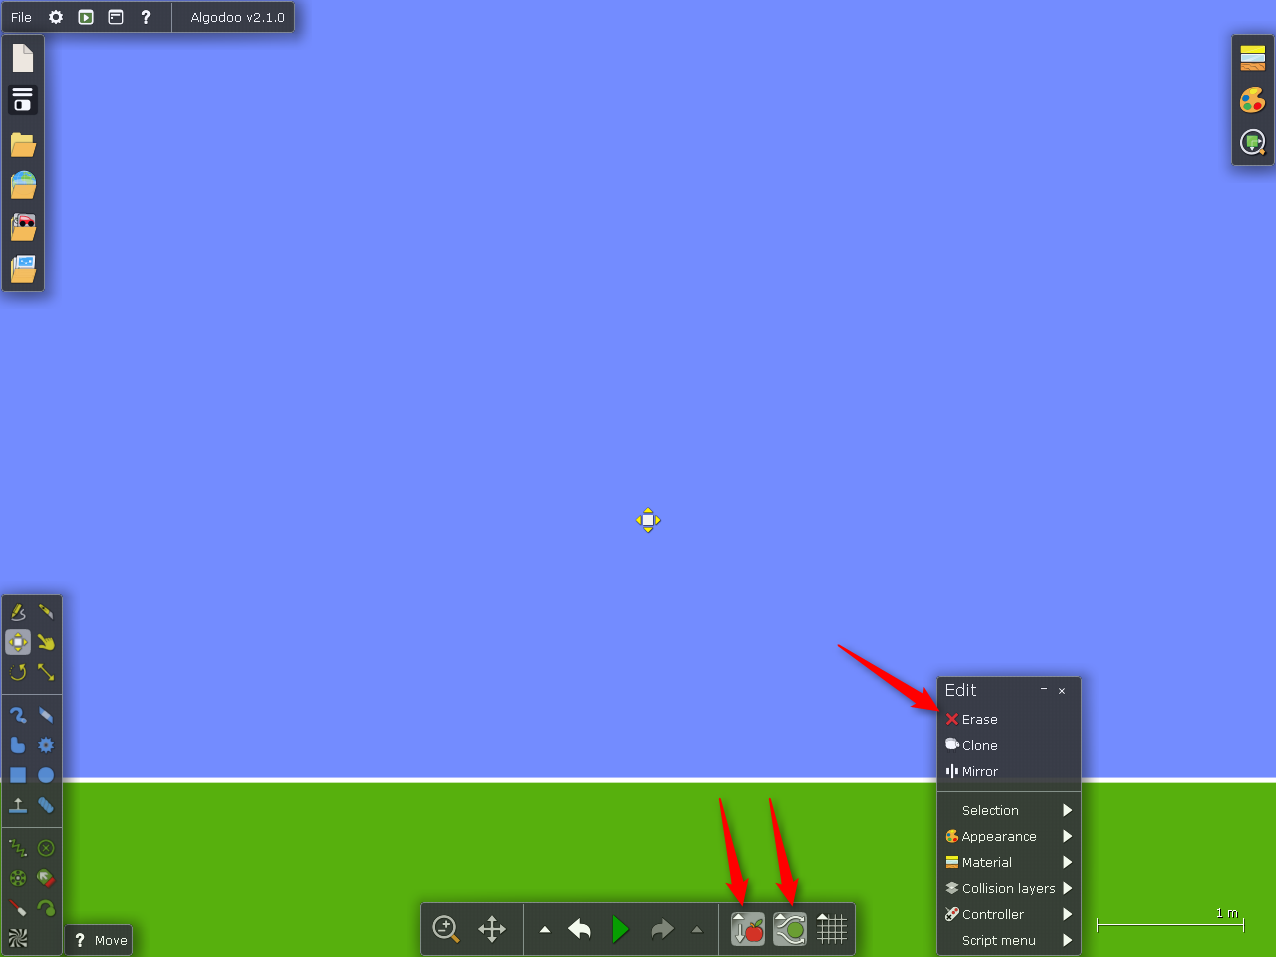 File ? Algodoo v2.1.0
Edit
Erase
Clone
Mirror
Selection
Appearance
Material
Collision layers
Controller
Script menu
1 m
? Move